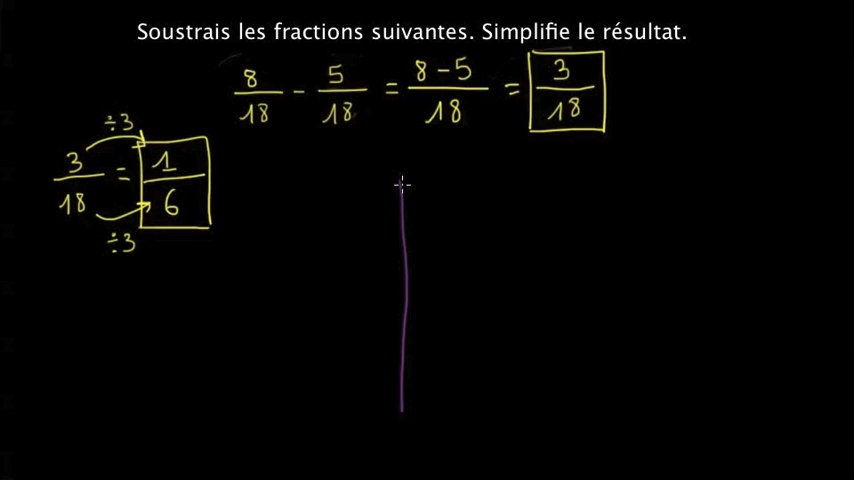 Soustrais les fractions suivantes. Simplifie le résultat.
8/18 - 5/18 = 8-5/18 = 3/18
÷3
3/18 = 1/6
÷3